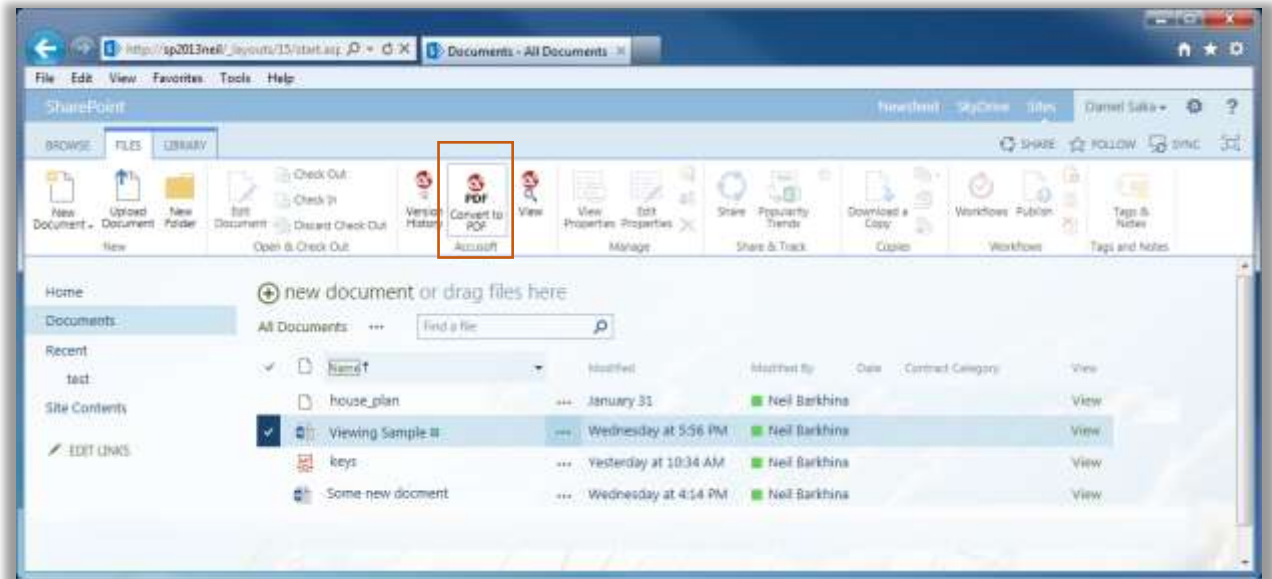 http://sp2013neil/_layouts/15/start.asp
Documents - All Documents
File Edit View Favorites Tools Help
SharePoint
Newsfeed SkyDrive Sites Daniel Saka ?
BROWSE FILES LIBRARY
SHARE FOLLOW SYNC
New Document
Upload Document
New Folder
New
Edit Document
Check Out
Check In
Discard Check Out
Open & Check Out
Version History
PDF
Convert to PDF
View
Accusoft
View Properties
Edit Properties
Manage
Share
Popularity Trends
Share & Track
Download a Copy
Copies
Workflows
Publish
Workflows
Tags & Notes
Tags and Notes
Home
Documents
Recent
test
Site Contents
EDIT LINKS
new document or drag files here
All Documents ••• Find a file
Name Modified Modified By Date Contract Category View
house_plan ••• January 31 Neil Barkhina View
Viewing Sample ••• Wednesday at 5:56 PM Neil Barkhina View
keys ••• Yesterday at 10:34 AM Neil Barkhina View
Some new docment ••• Wednesday at 4:14 PM Neil Barkhina View